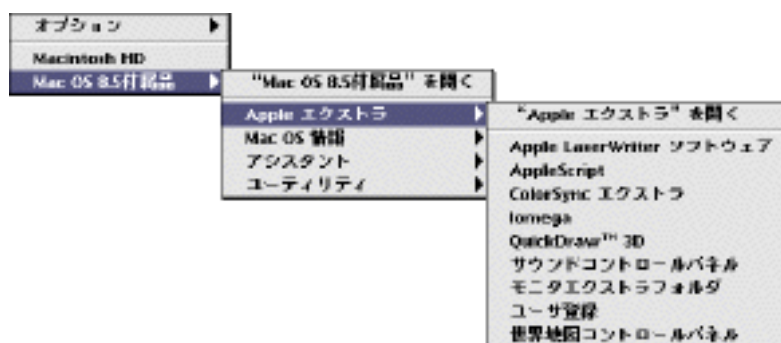 オプション
Macintosh HD
Mac OS 8.5付属品
"Mac OS 8.5付属品" を開く
Apple エクストラ
Mac OS 情報
アシスタント
ユーティリティ
"Apple エクストラ" を開く
Apple LaserWriter ソフトウェア
AppleScript
ColorSync エクストラ
Iomega
QuickDraw™ 3D
サウンドコントロールパネル
モニタエクストラフォルダ
ユーザ登録
世界地図コントロールパネル